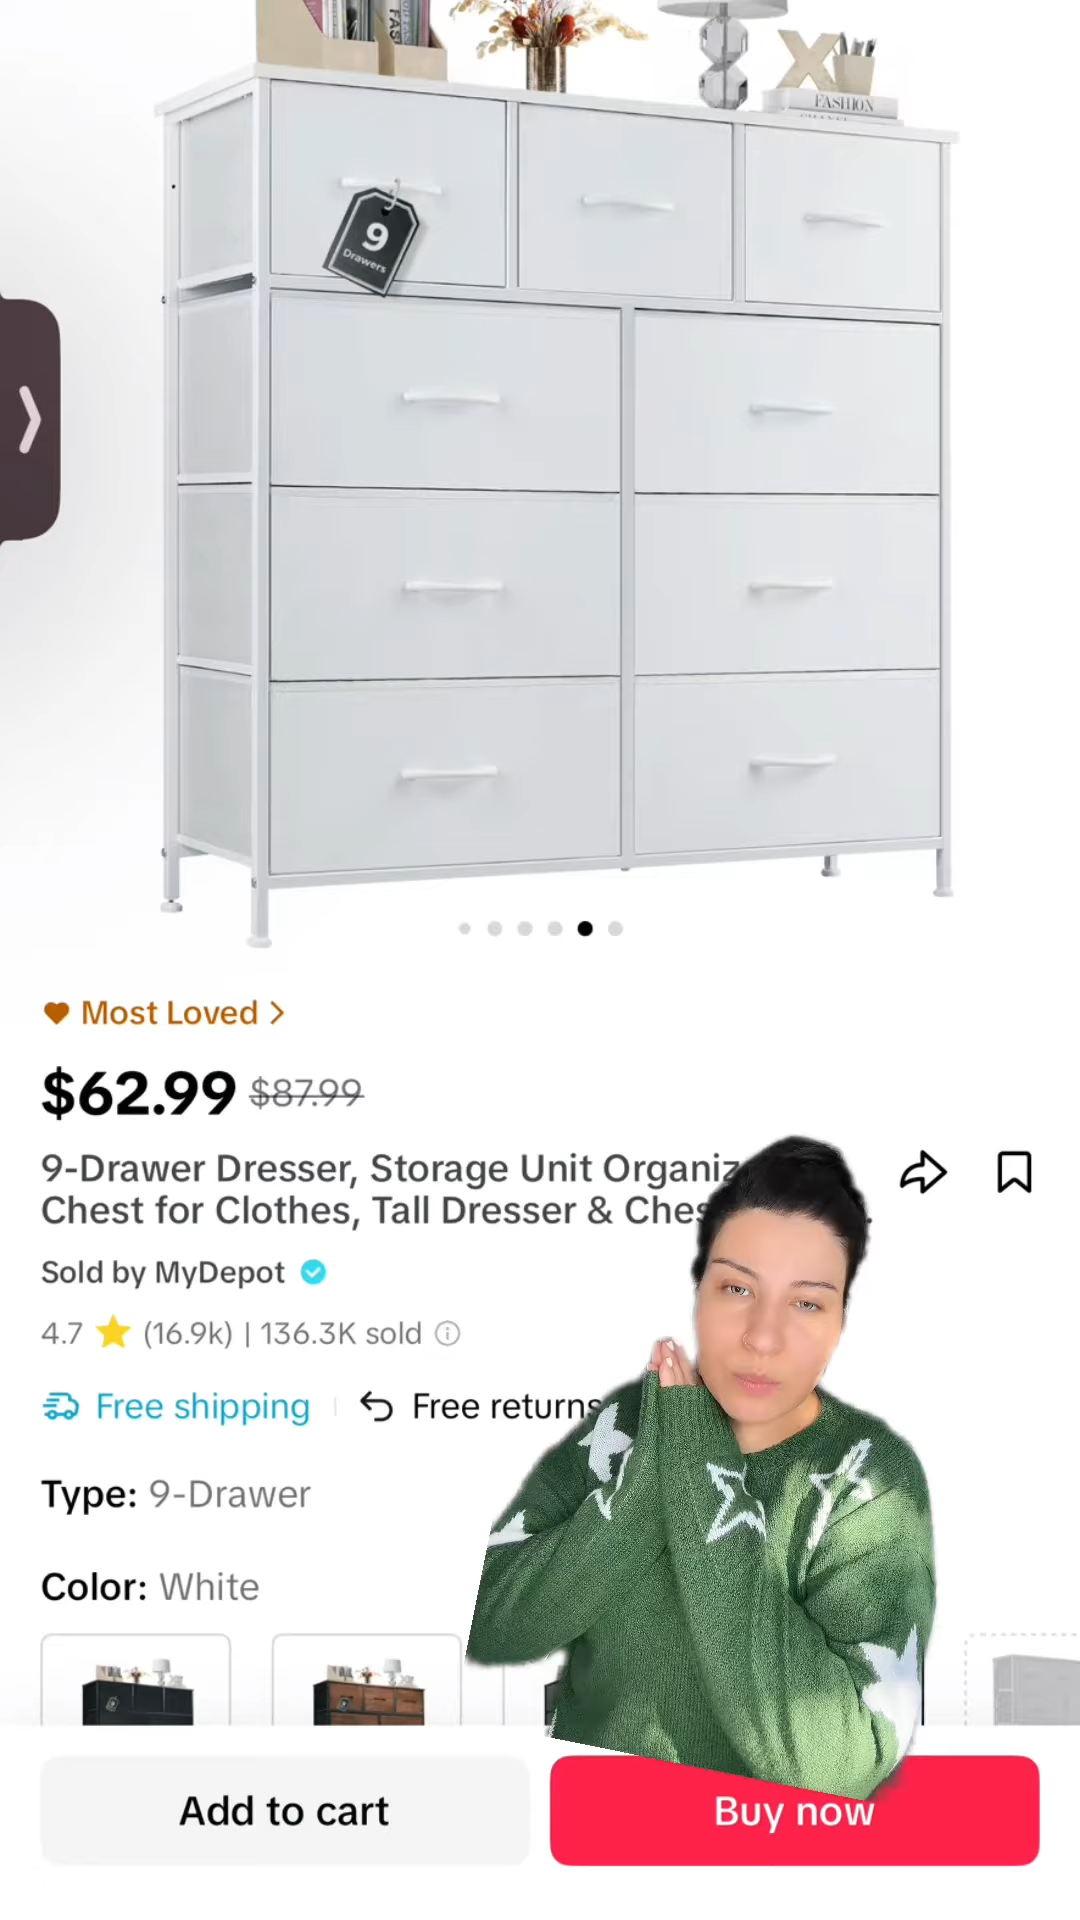 FAS
FASHION
9
Drawers
Most Loved >
$62.99 $87.99
9-Drawer Dresser, Storage Unit Organiz
Chest for Clothes, Tall Dresser & Ches
Sold by MyDepot
4.7 (16.9k) | 136.3K sold
Free shipping | Free returns
Type: 9-Drawer
Color: White
Add to cart
Buy now